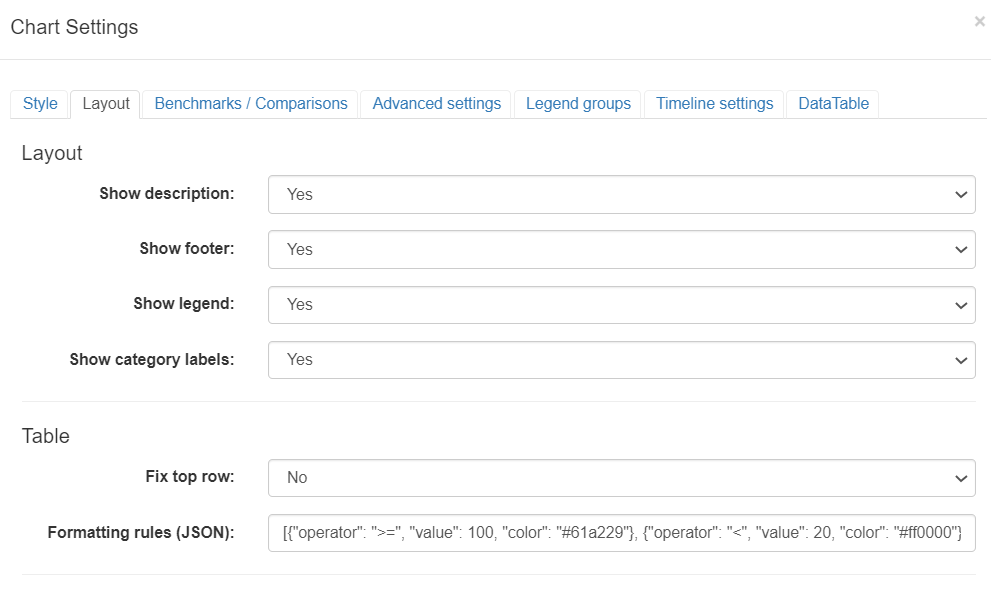 Chart Settings
×
Style Layout Benchmarks / Comparisons Advanced settings Legend groups Timeline settings DataTable
Layout
Show description: Yes
Show footer: Yes
Show legend: Yes
Show category labels: Yes
Table
Fix top row: No
Formatting rules (JSON): [{"operator": ">=", "value": 100, "color": "#61a229"}, {"operator": "<", "value": 20, "color": "#ff0000"}